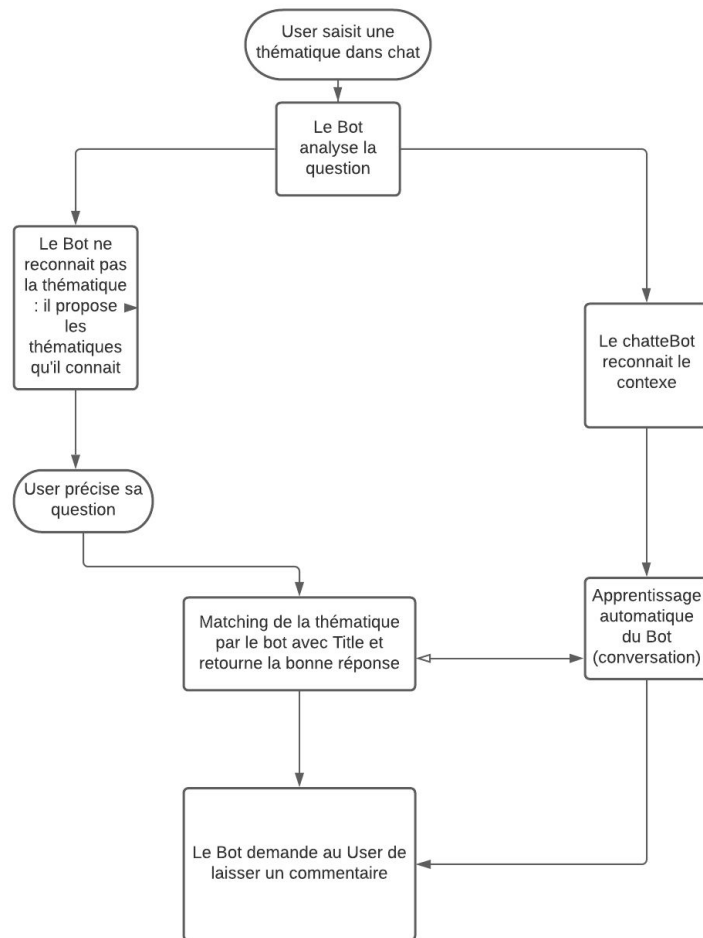 User saisit une
thématique dans chat
Le Bot
analyse la
question
Le Bot ne
reconnait pas
la thématique
: il propose
les
thématiques
qu'il connait
Le chatteBot
reconnait le
contexe
User précise sa
question
Matching de la thématique
par le bot avec Title et
retourne la bonne réponse
Apprentissage
automatique
du Bot
(conversation)
Le Bot demande au User de
laisser un commentaire